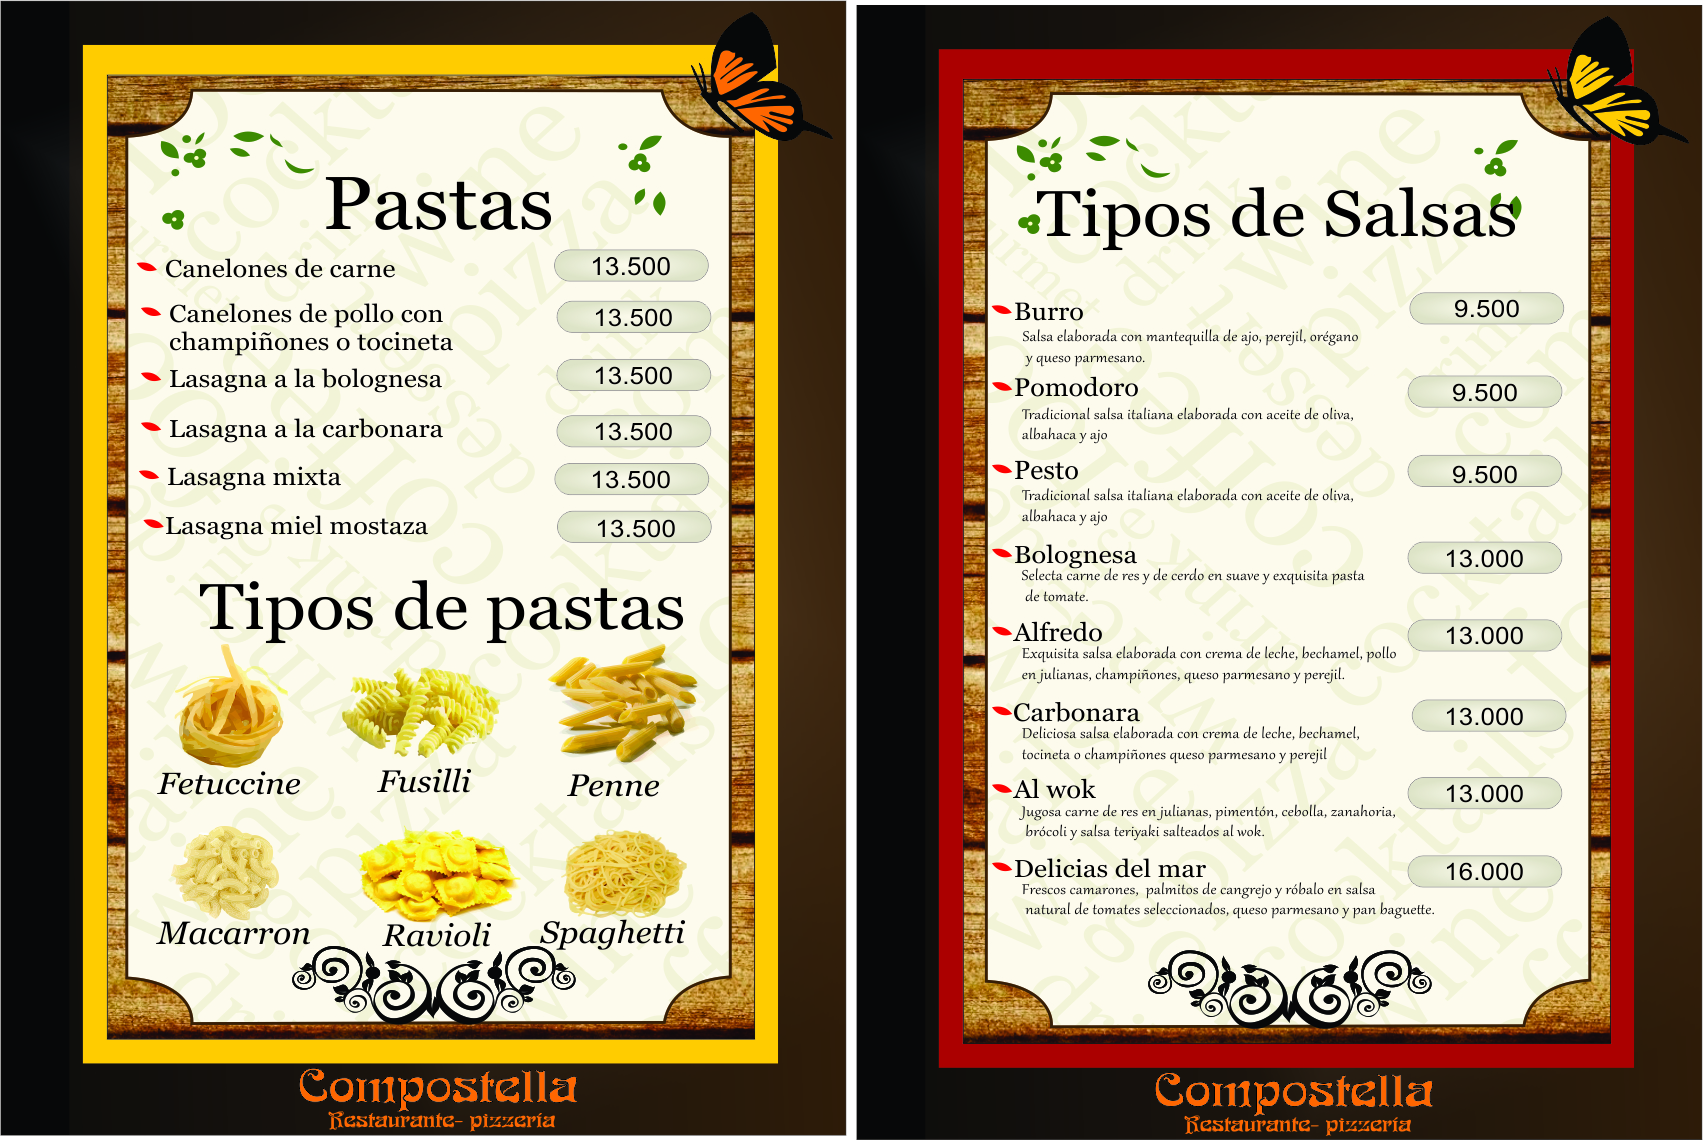 Pastas
Canelones de carne 13.500
Canelones de pollo con
champiñones o tocineta 13.500
Lasagna a la bolognesa 13.500
Lasagna a la carbonara 13.500
Lasagna mixta 13.500
Lasagna miel mostaza 13.500
Tipos de pastas
Fetuccine Fusilli Penne
Macarron Ravioli Spaghetti
Compostella
Restaurante- pizzería
Tipos de Salsas
Burro 9.500
Salsa elaborada con mantequilla de ajo, perejil, orégano
y queso parmesano.
Pomodoro 9.500
Tradicional salsa italiana elaborada con aceite de oliva,
albahaca y ajo
Pesto 9.500
Tradicional salsa italiana elaborada con aceite de oliva,
albahaca y ajo
Bolognesa 13.000
Selecta carne de res y de cerdo en suave y exquisita pasta
de tomate.
Alfredo 13.000
Exquisita salsa elaborada con crema de leche, bechamel, pollo
en julianas, champiñones, queso parmesano y perejil.
Carbonara 13.000
Deliciosa salsa elaborada con crema de leche, bechamel,
tocineta o champiñones queso parmesano y perejil
Al wok 13.000
Jugosa carne de res en julianas, pimentón, cebolla, zanahoria,
brócoli y salsa teriyaki salteados al wok.
Delicias del mar 16.000
Frescos camarones, palmitos de cangrejo y róbalo en salsa
natural de tomates seleccionados, queso parmesano y pan baguette.
Compostella
Restaurante- pizzería